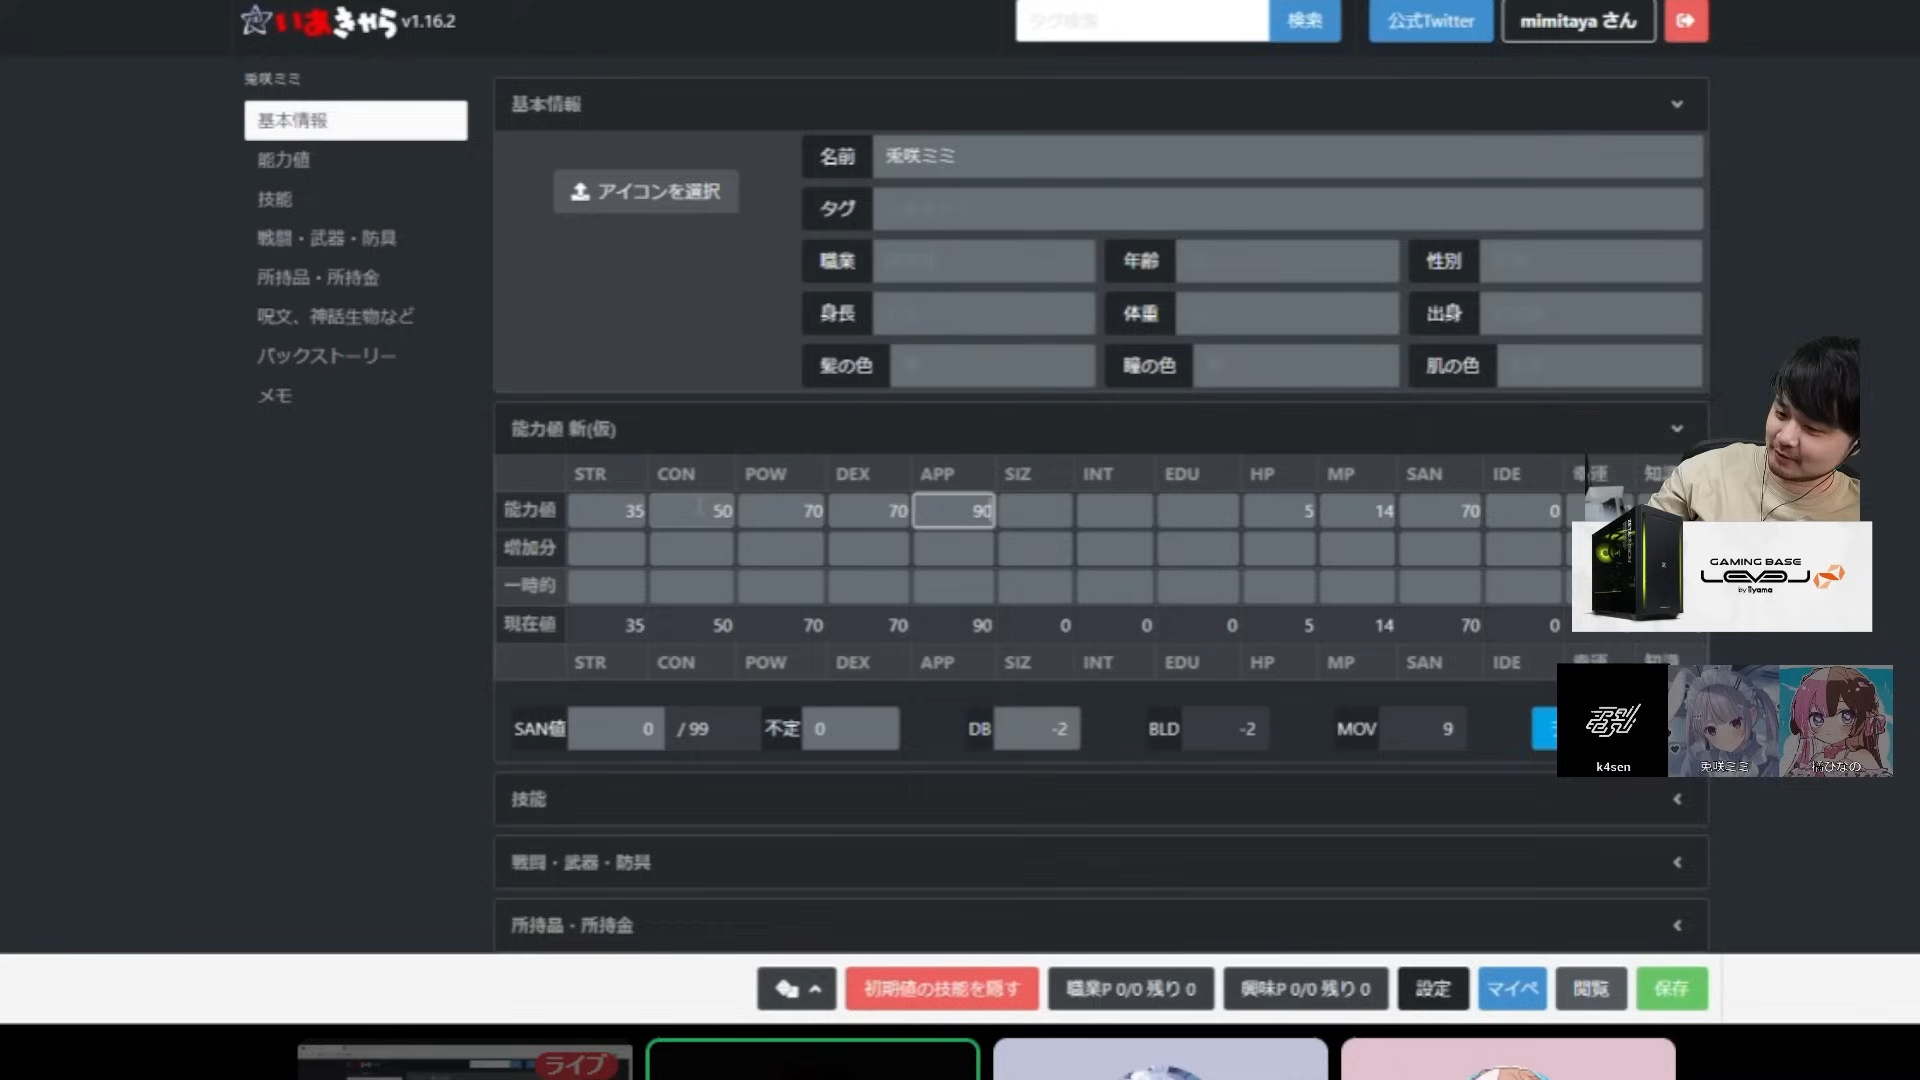 いあきゃら v1.16.2
検索
公式Twitter
mimitaya さん
兎咲ミミ
基本情報
能力値
技能
戦闘・武器・防具
所持品・所持金
呪文、神話生物など
バックストーリー
メモ
基本情報
アイコンを選択
名前 兎咲ミミ
タグ
職業 年齢 性別
身長 体重 出身
髪の色 瞳の色 肌の色
能力値 新(仮)
STR CON POW DEX APP SIZ INT EDU HP MP SAN IDE 幸運 知
能力値 35 50 70 70 90 5 14 70 0
増加分
一時的
現在値 35 50 70 70 90 0 0 0 5 14 70 0
STR CON POW DEX APP SIZ INT EDU HP MP SAN IDE
SAN値 0 / 99 不定 0 DB -2 BLD -2 MOV 9
技能
戦闘・武器・防具
所持品・所持金
初期値の技能を隠す
職業P 0/0 残り 0
興味P 0/0 残り 0
設定
マイペ
閲覧
保存
GAMING BASE
LEVEL
by iiyama
k4sen
兎咲ミミ
橘ひなの
ライブ